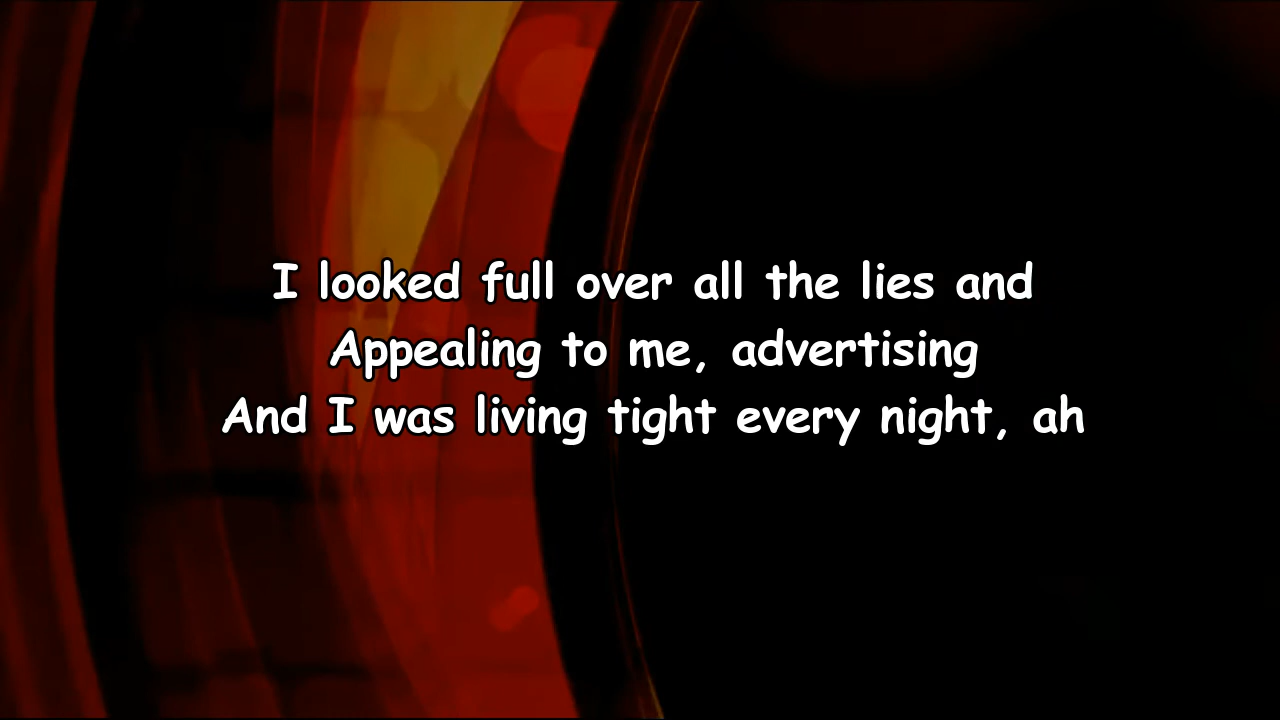 I looked full over all the lies and
Appealing to me, advertising
And I was living tight every night, ah